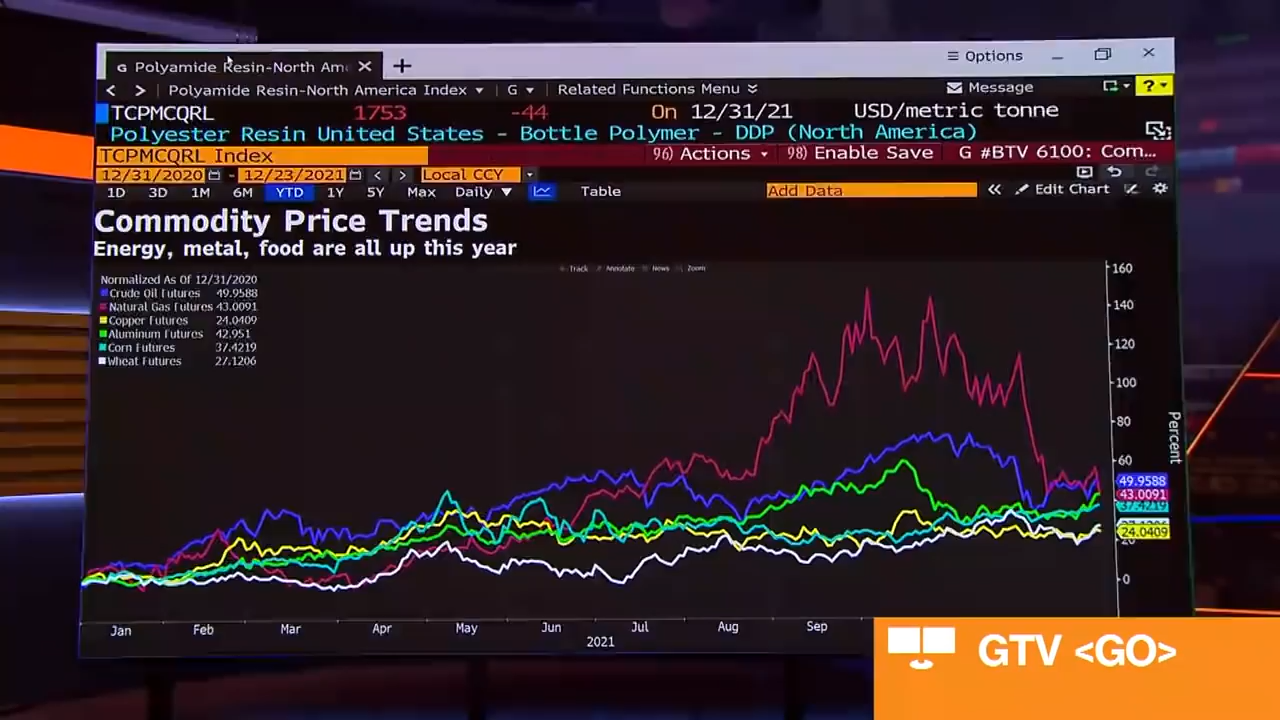 G Polyamide Resin-North Am
Options
Polyamide Resin-North America Index
G
Related Functions Menu
Message
?
TCPMCQRL 1753 -44 On 12/31/21 USD/metric tonne
Polyester Resin United States - Bottle Polymer - DDP (North America)
TCPMCQRL Index
96) Actions
98) Enable Save
G #BTV 6100: Com...
12/31/2020 - 12/23/2021
Local CCY
1D 3D 1M 6M YTD 1Y 5Y Max Daily
Table
Add Data
Edit Chart
Commodity Price Trends
Energy, metal, food are all up this year
Track Annotate News Zoom
Normalized As Of 12/31/2020
Crude Oil Futures 49.9588
Natural Gas Futures 43.0091
Copper Futures 24.0409
Aluminum Futures 42.951
Corn Futures 37.4219
Wheat Futures 27.1206
160
140
120
100
80
60
49.9588
43.0091
37.4219
24.0409
20
0
Percent
Jan Feb Mar Apr May Jun Jul Aug Sep
2021
GTV <GO>